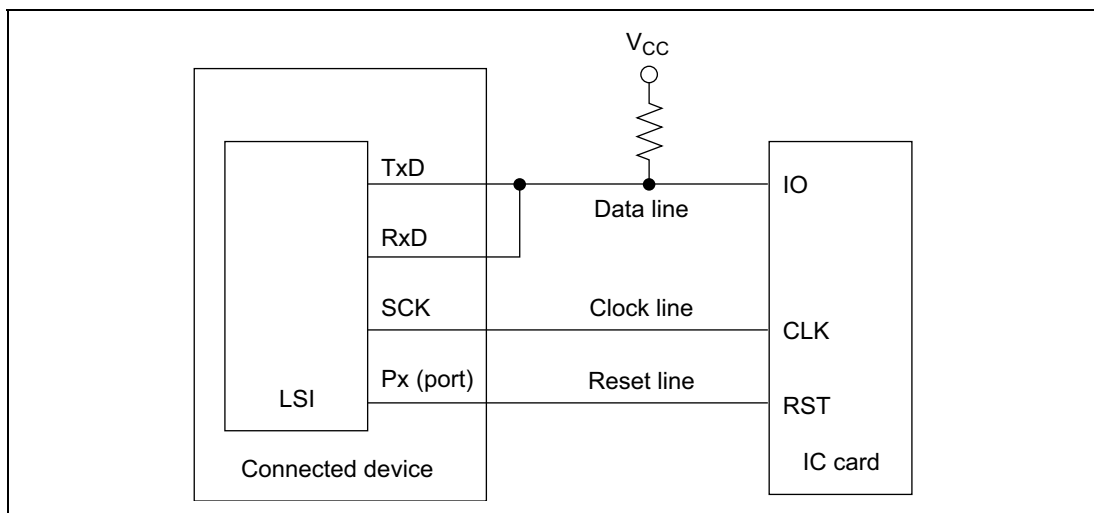 VCC
TxD
IO
Data line
RxD
SCK
Clock line
CLK
Px (port)
Reset line
LSI
RST
IC card
Connected device